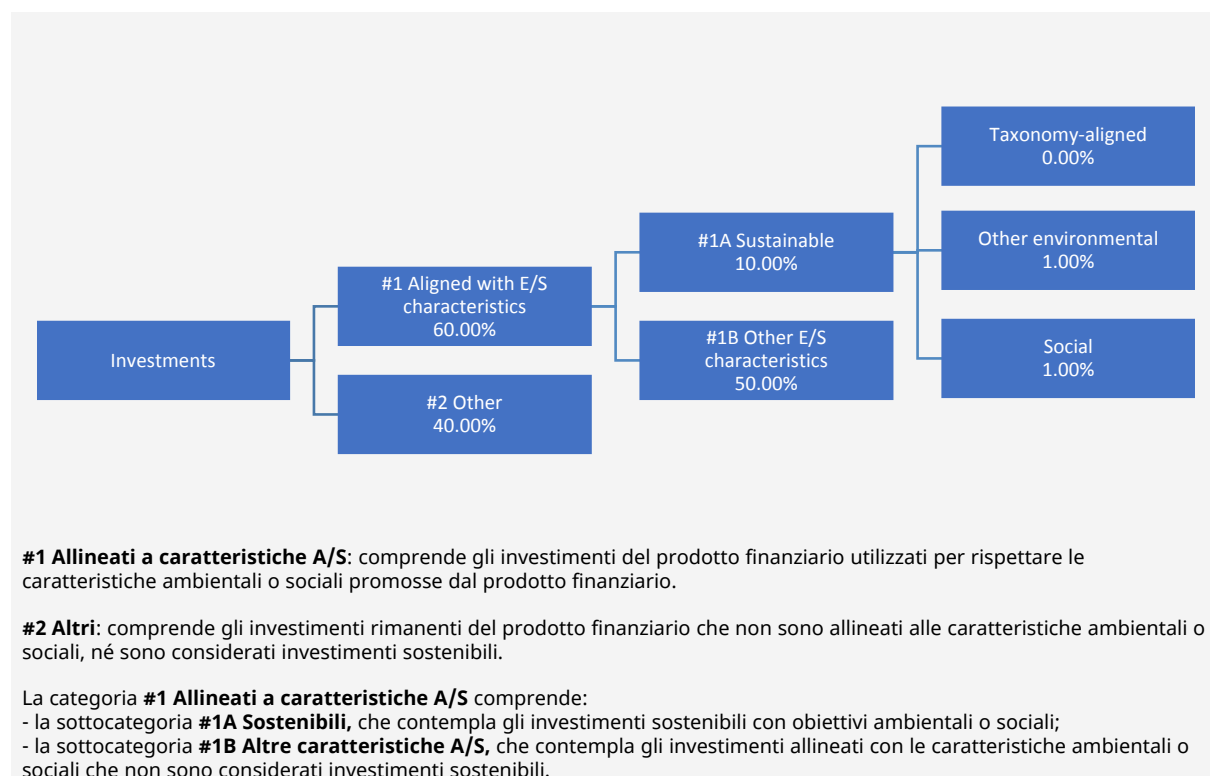 Taxonomy-aligned
0.00%
#1A Sustainable
10.00%
Other environmental
1.00%
#1 Aligned with E/S
characteristics
60.00%
Investments
#1B Other E/S
characteristics
50.00%
Social
1.00%
#2 Other
40.00%
#1 Allineati a caratteristiche A/S: comprende gli investimenti del prodotto finanziario utilizzati per rispettare le
caratteristiche ambientali o sociali promosse dal prodotto finanziario.
#2 Altri: comprende gli investimenti rimanenti del prodotto finanziario che non sono allineati alle caratteristiche ambientali o
sociali, né sono considerati investimenti sostenibili.
La categoria #1 Allineati a caratteristiche A/S comprende:
- la sottocategoria #1A Sostenibili, che contempla gli investimenti sostenibili con obiettivi ambientali o sociali;
- la sottocategoria #1B Altre caratteristiche A/S, che contempla gli investimenti allineati con le caratteristiche ambientali o
sociali che non sono considerati investimenti sostenibili.